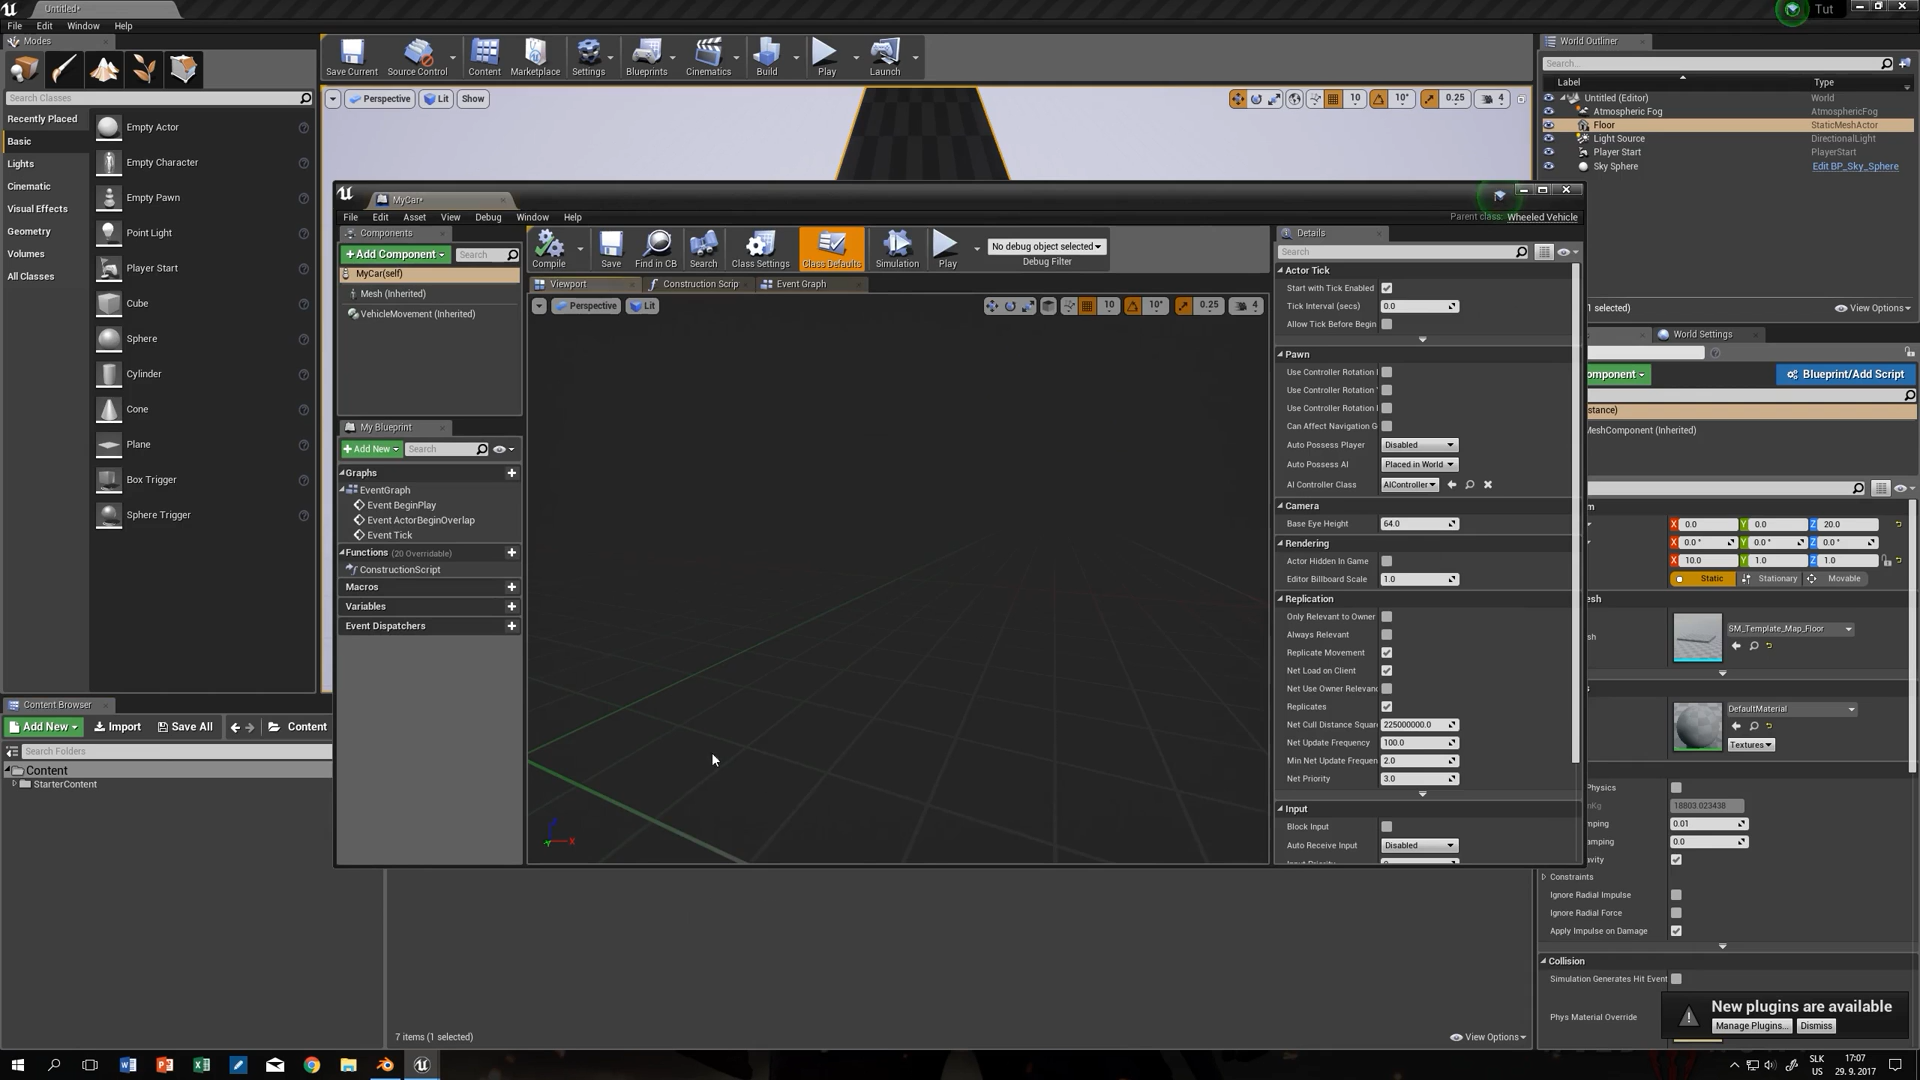 Untitled*
Tut
File Edit Window Help
Modes
World Outliner
Save Current Source Control Content Marketplace Settings Blueprints Cinematics Build Play Launch
Search...
Label Type
Search Classes
Perspective Lit Show
10 10° 0.25 4
Untitled (Editor) World
Recently Placed
Atmospheric Fog AtmosphericFog
Basic
Empty Actor
Floor StaticMeshActor
Light Source DirectionalLight
Lights
Player Start PlayerStart
Empty Character
Sky Sphere Edit BP_Sky_Sphere
Cinematic
Empty Pawn
Visual Effects
Geometry
Point Light
Volumes
Player Start
All Classes
Cube
Sphere
Cylinder
Cone
Plane
Box Trigger
Sphere Trigger
MyCar*
File Edit Asset View Debug Window Help
Parent class: Wheeled Vehicle
Components
+Add Component Search
MyCar(self)
Mesh (Inherited)
VehicleMovement (Inherited)
Compile Save Find in CB Search Class Settings Class Defaults Simulation Play
No debug object selected
Debug Filter
Viewport Construction Scrip Event Graph
Perspective Lit
10 10° 0.25 4
My Blueprint
+Add New Search
Graphs
EventGraph
Event BeginPlay
Event ActorBeginOverlap
Event Tick
Functions (20 Overridable)
ConstructionScript
Macros
Variables
Event Dispatchers
X
Details
Search
Actor Tick
Start with Tick Enabled
Tick Interval (secs) 0.0
Allow Tick Before Begin
Pawn
Use Controller Rotation
Use Controller Rotation
Use Controller Rotation
Can Affect Navigation G
Auto Possess Player Disabled
Auto Possess AI Placed in World
AI Controller Class AIController
Camera
Base Eye Height 64.0
Rendering
Actor Hidden In Game
Editor Billboard Scale 1.0
Replication
Only Relevant to Owner
Always Relevant
Replicate Movement
Net Load on Client
Net Use Owner Relevanc
Replicates
Net Cull Distance Squar 225000000.0
Net Update Frequency 100.0
Min Net Update Frequen 2.0
Net Priority 3.0
Input
Block Input
Auto Receive Input Disabled
1 selected) View Options
World Settings
omponent Blueprint/Add Script
stance)
MeshComponent (Inherited)
m
X 0.0 Y 0.0 Z 20.0
X 0.0 ° Y 0.0 ° Z 0.0 °
X 10.0 Y 1.0 Z 1.0
Static Stationary Movable
esh
sh
SM_Template_Map_Floor
s
DefaultMaterial
Textures
Physics
nKg 18803.023438
mping 0.01
amping 0.0
avity
Constraints
Ignore Radial Impulse
Ignore Radial Force
Apply Impulse on Damage
Collision
Simulation Generates Hit Event
Phys Material Override
New plugins are available
Manage Plugins... Dismiss
Content Browser
Add New Import Save All Content
Search Folders
Content
StarterContent
7 items (1 selected) View Options
SLK
US
17:07
29. 9. 2017